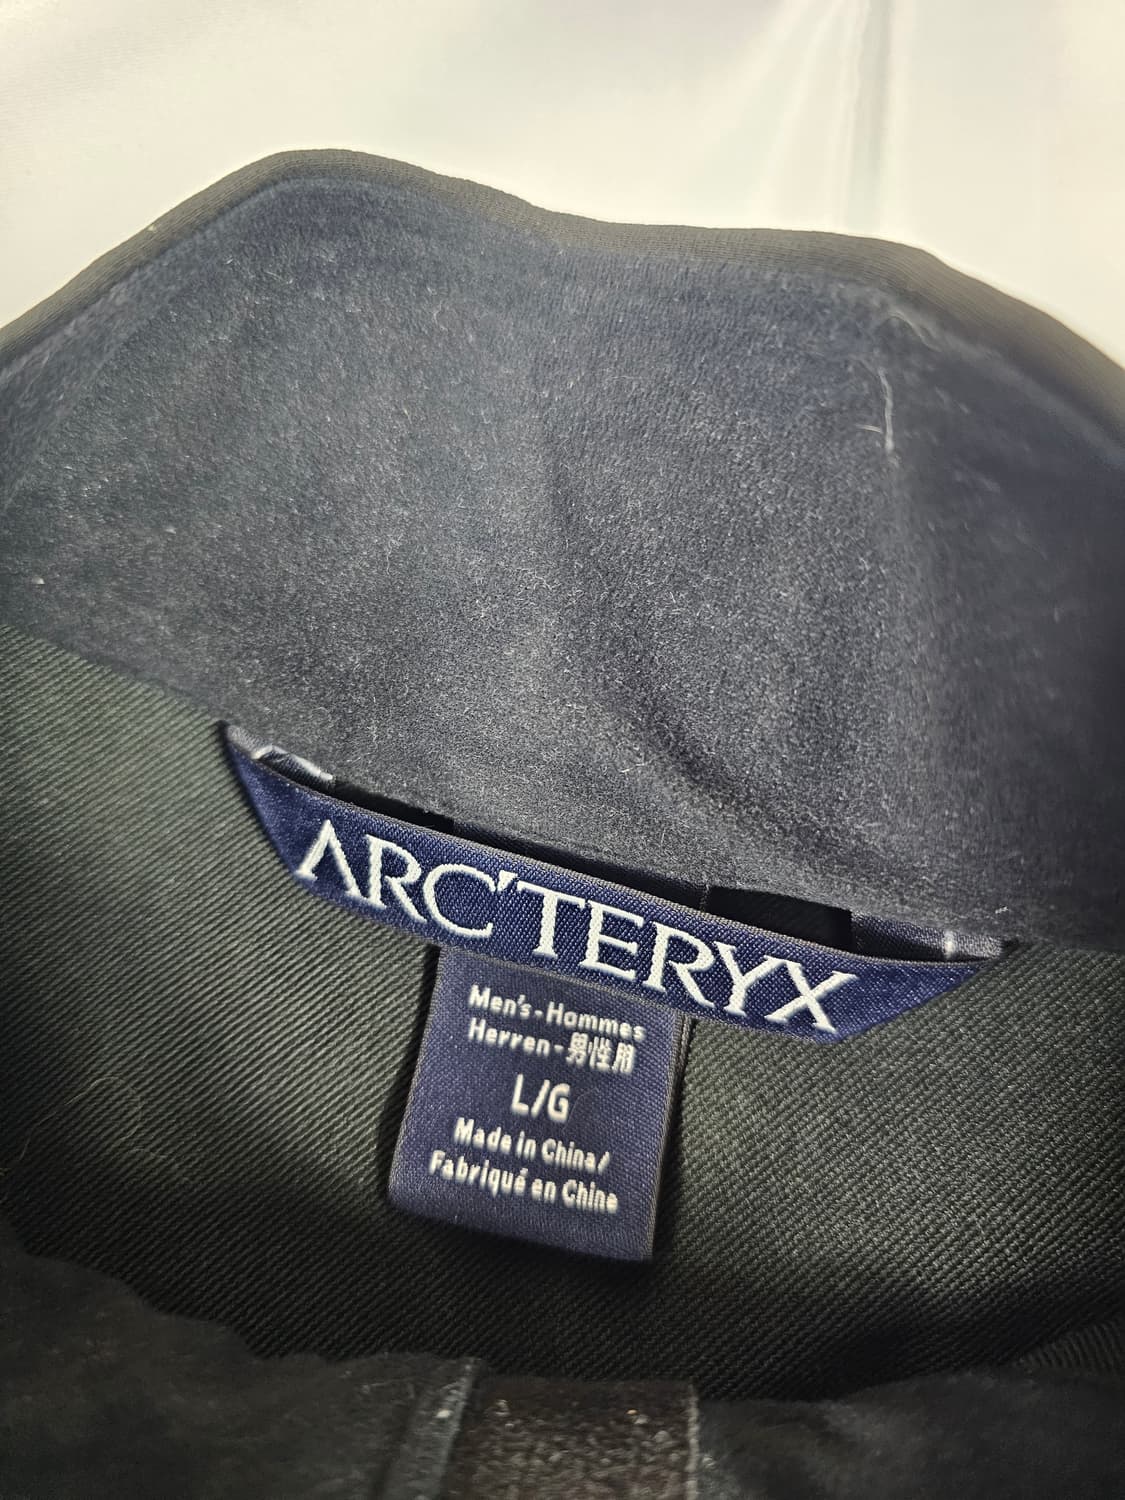 ARC'TERYX
Men's-Hommes
Herren-男性用
L/G
Made in China/
Fabriqué en Chine